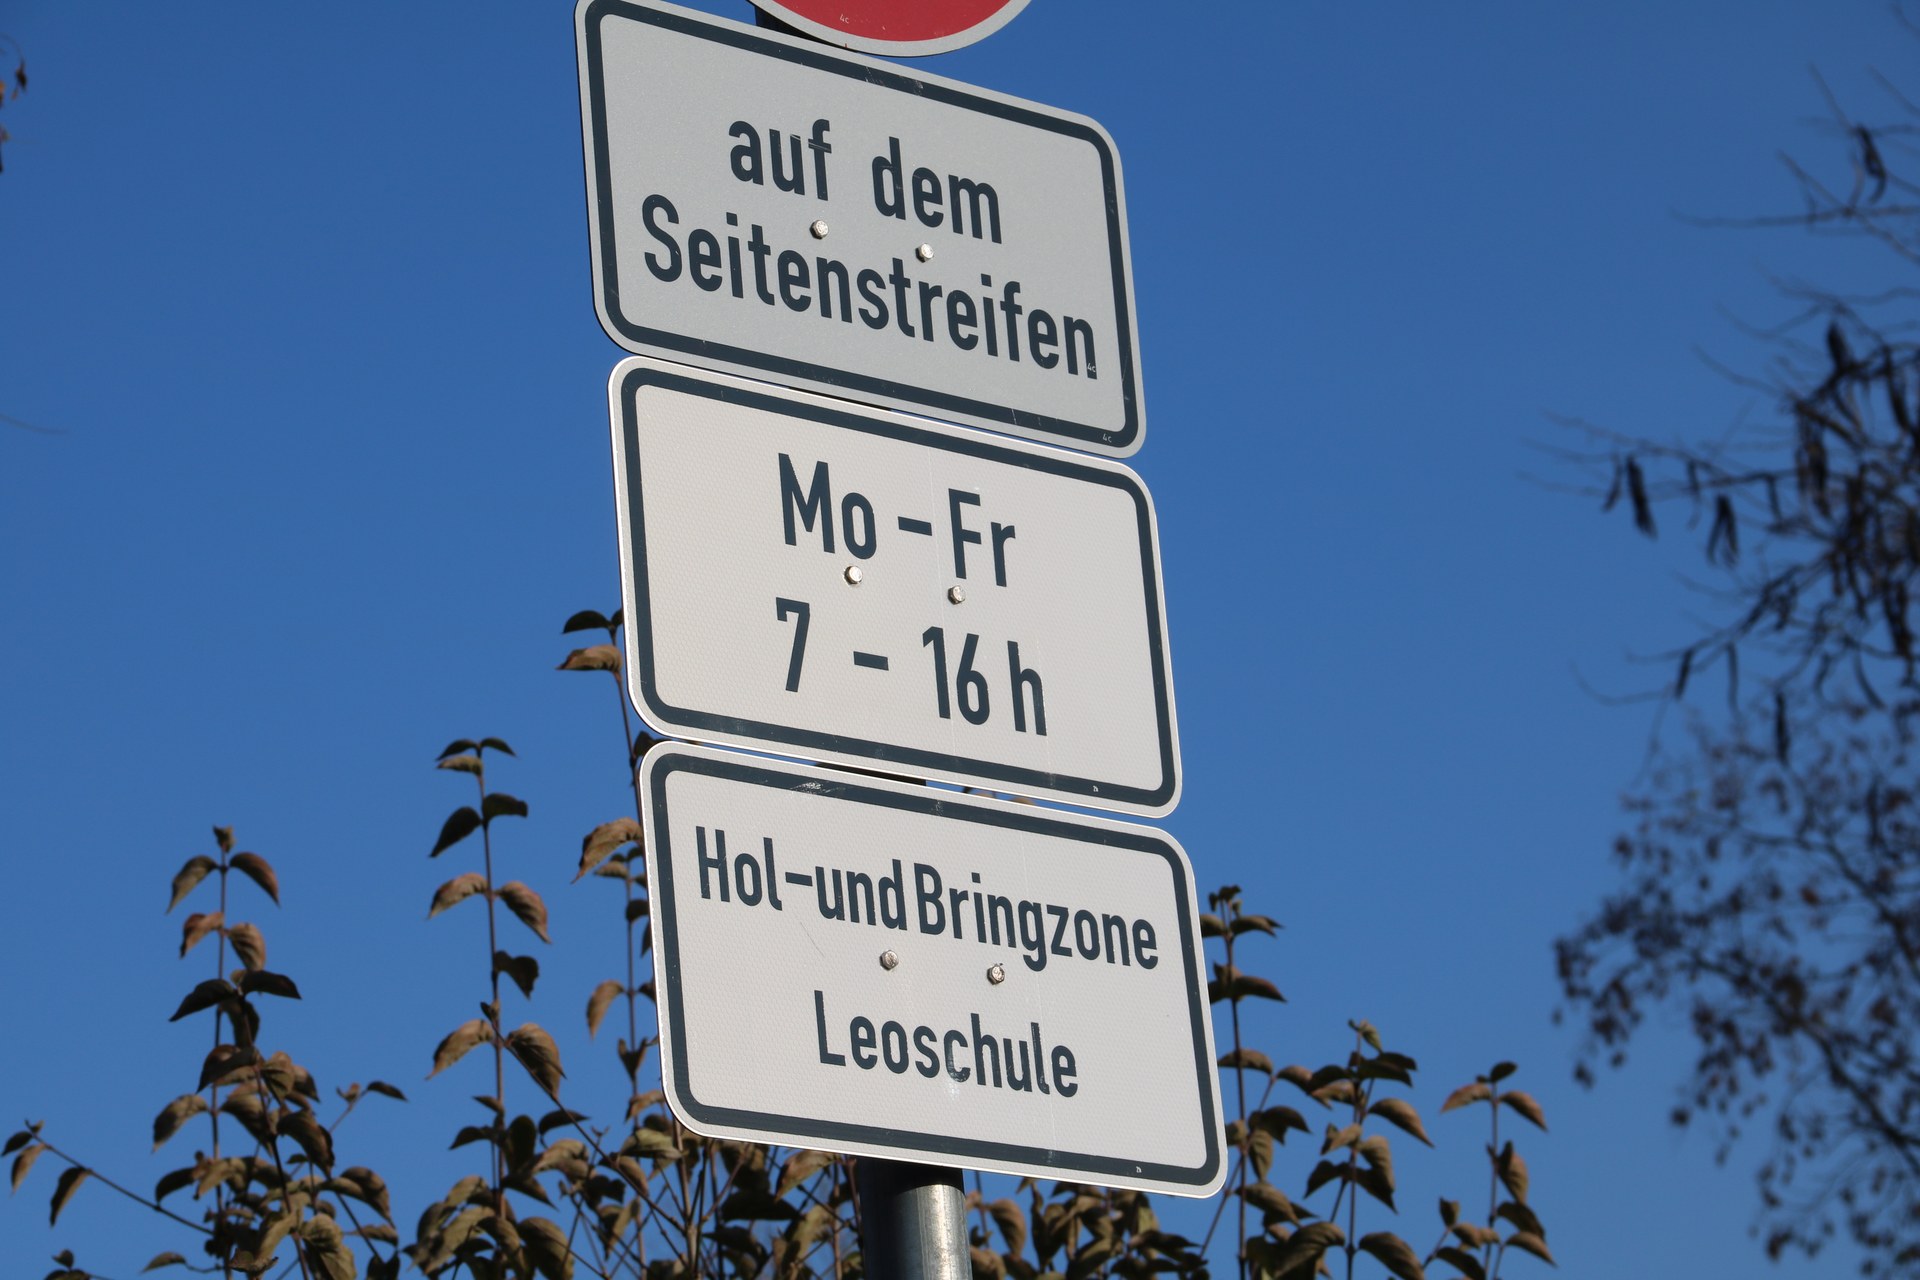 auf dem
Seitenstreifen
Mo - Fr
7 - 16 h
Hol- und Bringzone
Leoschule